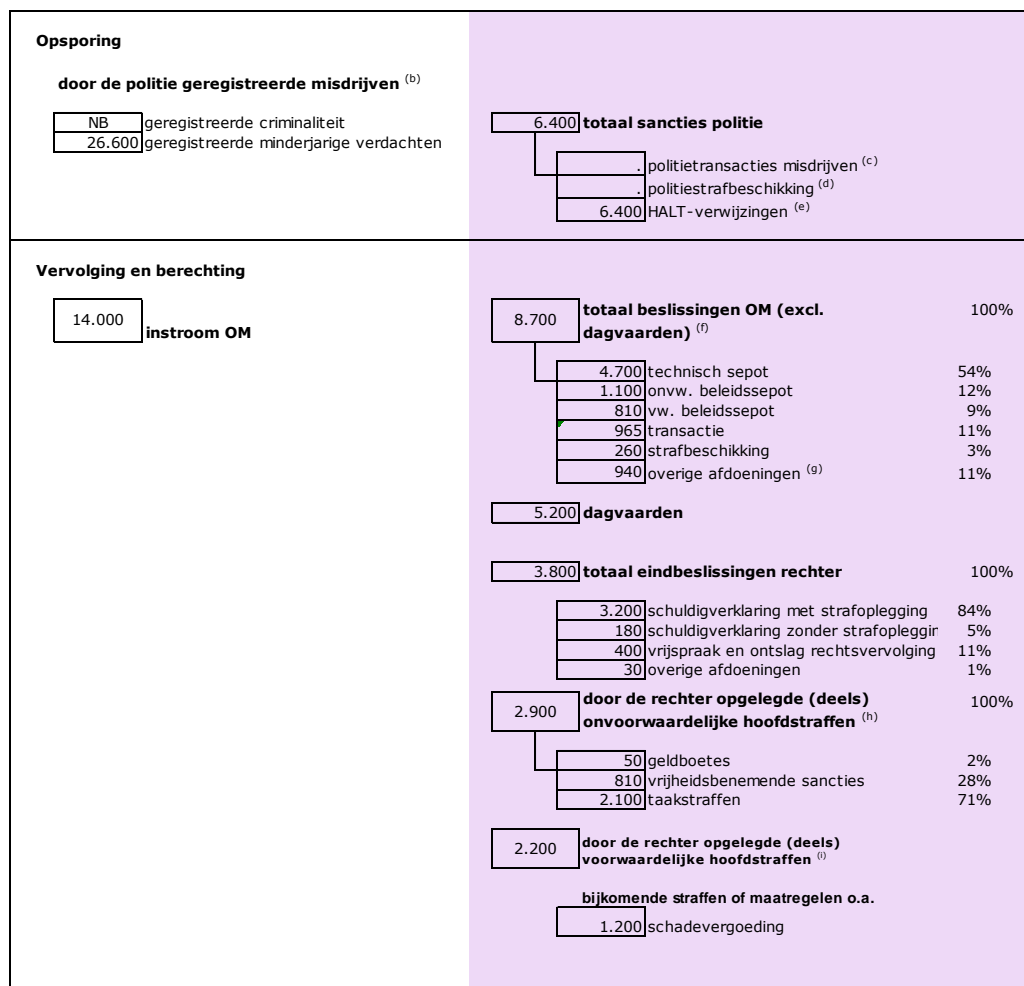 Opsporing
door de politie geregistreerde misdrijven (b)
NB geregistreerde criminaliteit
26.600 geregistreerde minderjarige verdachten
6.400 totaal sancties politie
. politietransacties misdrijven (c)
. politiestrafbeschikking (d)
6.400 HALT-verwijzingen (e)
Vervolging en berechting
14.000 instroom OM
8.700 totaal beslissingen OM (excl. 100%
dagvaarden) (f)
4.700 technisch sepot 54%
1.100 onvw. beleidssepot 12%
810 vw. beleidssepot 9%
965 transactie 11%
260 strafbeschikking 3%
940 overige afdoeningen (g) 11%
5.200 dagvaarden
3.800 totaal eindbeslissingen rechter 100%
3.200 schuldigverklaring met strafoplegging 84%
180 schuldigverklaring zonder strafopleggin 5%
400 vrijspraak en ontslag rechtsvervolging 11%
30 overige afdoeningen 1%
2.900 door de rechter opgelegde (deels) 100%
onvoorwaardelijke hoofdstraffen (h)
50 geldboetes 2%
810 vrijheidsbenemende sancties 28%
2.100 taakstraffen 71%
2.200 door de rechter opgelegde (deels)
voorwaardelijke hoofdstraffen (i)
bijkomende straffen of maatregelen o.a.
1.200 schadevergoeding